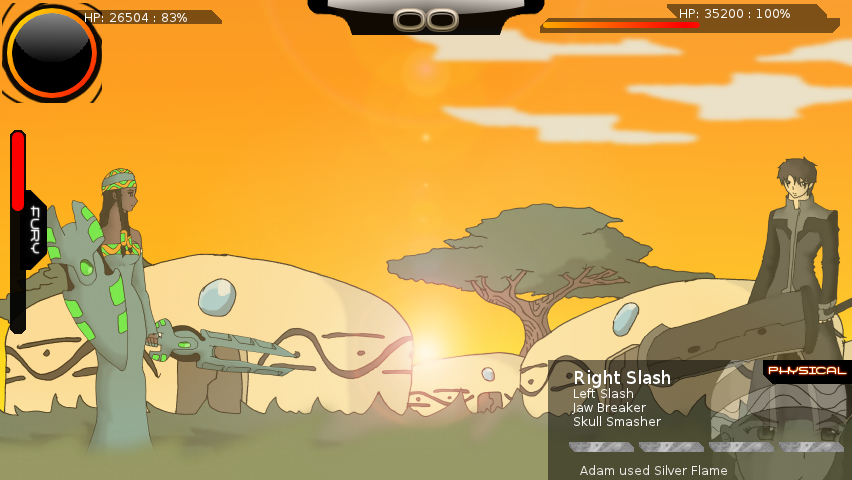 HP: 26504 : 83%
HP: 35200 : 100%
FURY
PHYSICAL
Right Slash
Left Slash
Jaw Breaker
Skull Smasher
Adam used Silver Flame